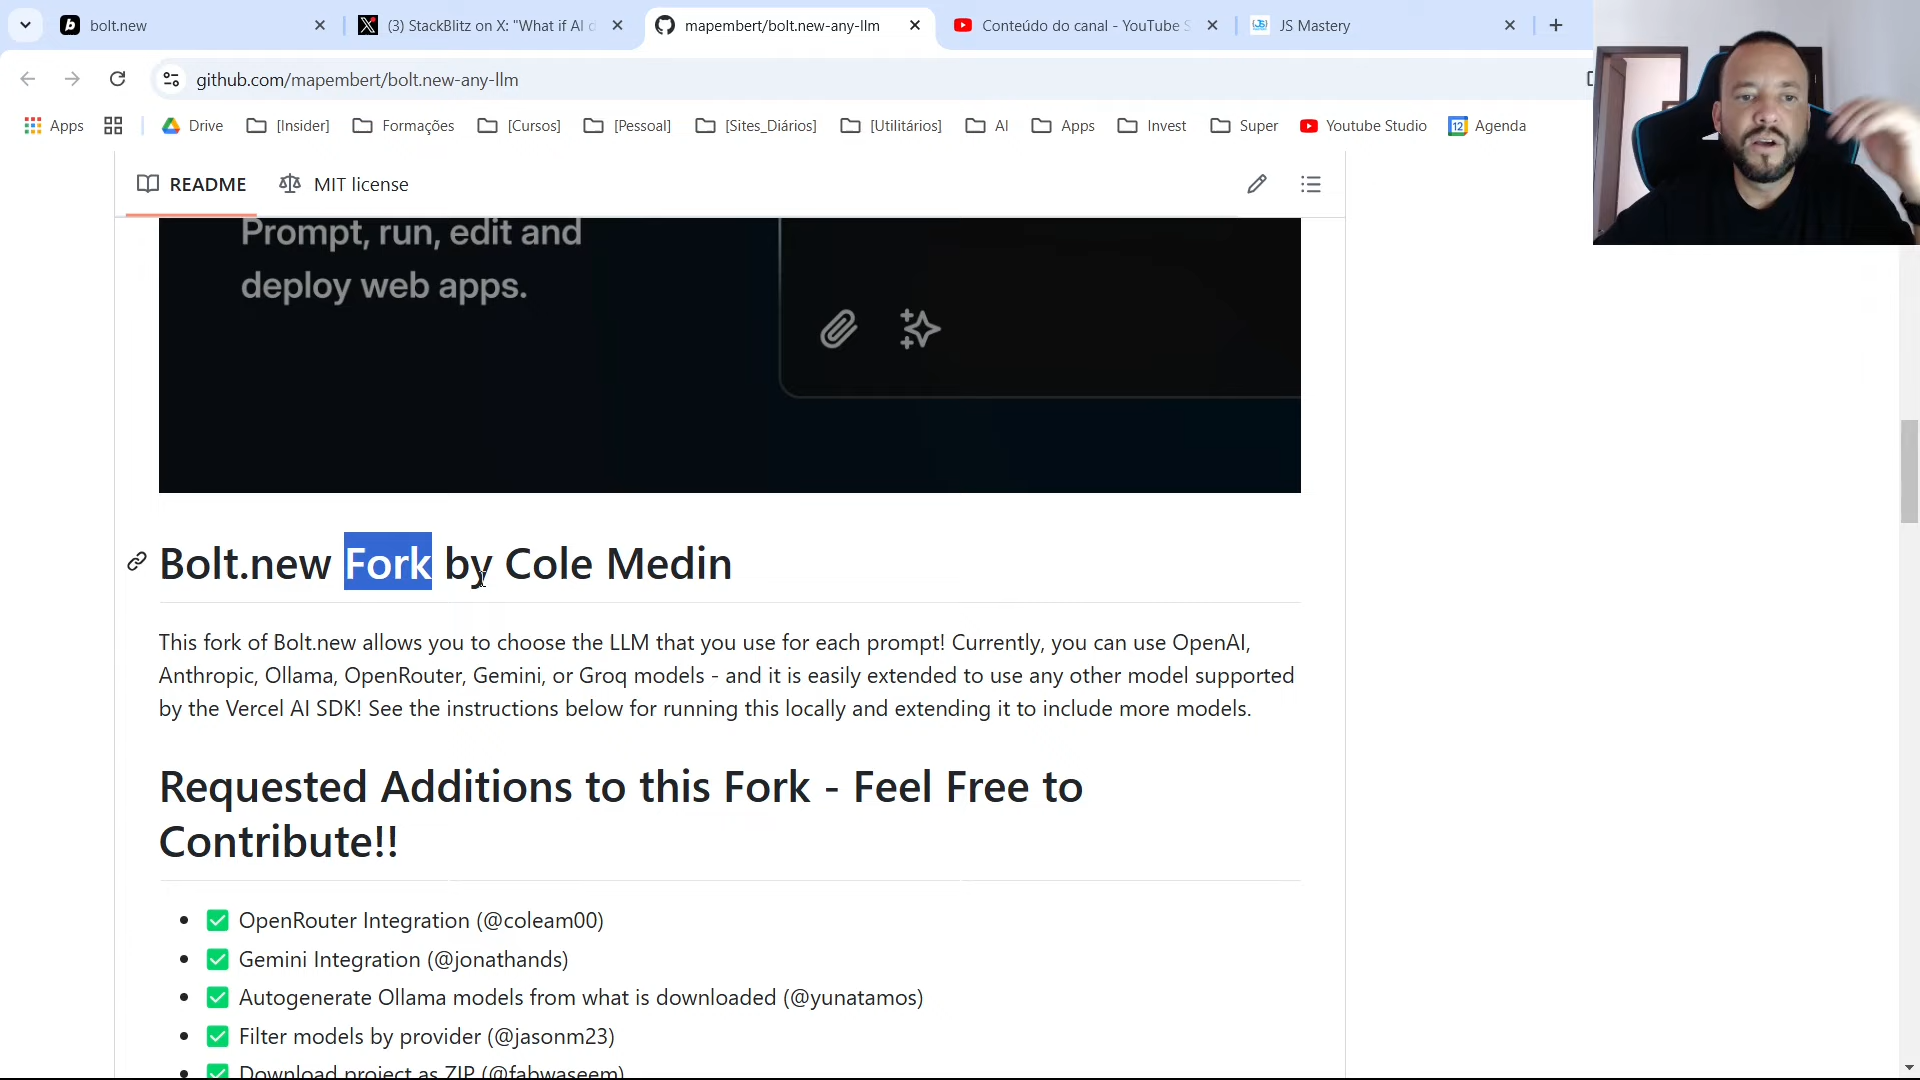 bolt.new
(3) StackBlitz on X: "What if AI d
mapembert/bolt.new-any-llm
Conteúdo do canal - YouTube S
JS Mastery
github.com/mapembert/bolt.new-any-llm
Apps
Drive
[Insider]
Formações
[Cursos]
[Pessoal]
[Sites_Diários]
[Utilitários]
AI
Apps
Invest
Super
Youtube Studio
12
Agenda
README
MIT license
Prompt, run, edit and
deploy web apps.
Bolt.new Fork by Cole Medin
This fork of Bolt.new allows you to choose the LLM that you use for each prompt! Currently, you can use OpenAI,
Anthropic, Ollama, OpenRouter, Gemini, or Groq models - and it is easily extended to use any other model supported
by the Vercel AI SDK! See the instructions below for running this locally and extending it to include more models.
Requested Additions to this Fork - Feel Free to
Contribute!!
• ✅ OpenRouter Integration (@coleam00)
• ✅ Gemini Integration (@jonathands)
• ✅ Autogenerate Ollama models from what is downloaded (@yunatamos)
• ✅ Filter models by provider (@jasonm23)
• ✅ Download project as ZIP (@fabwaseem)